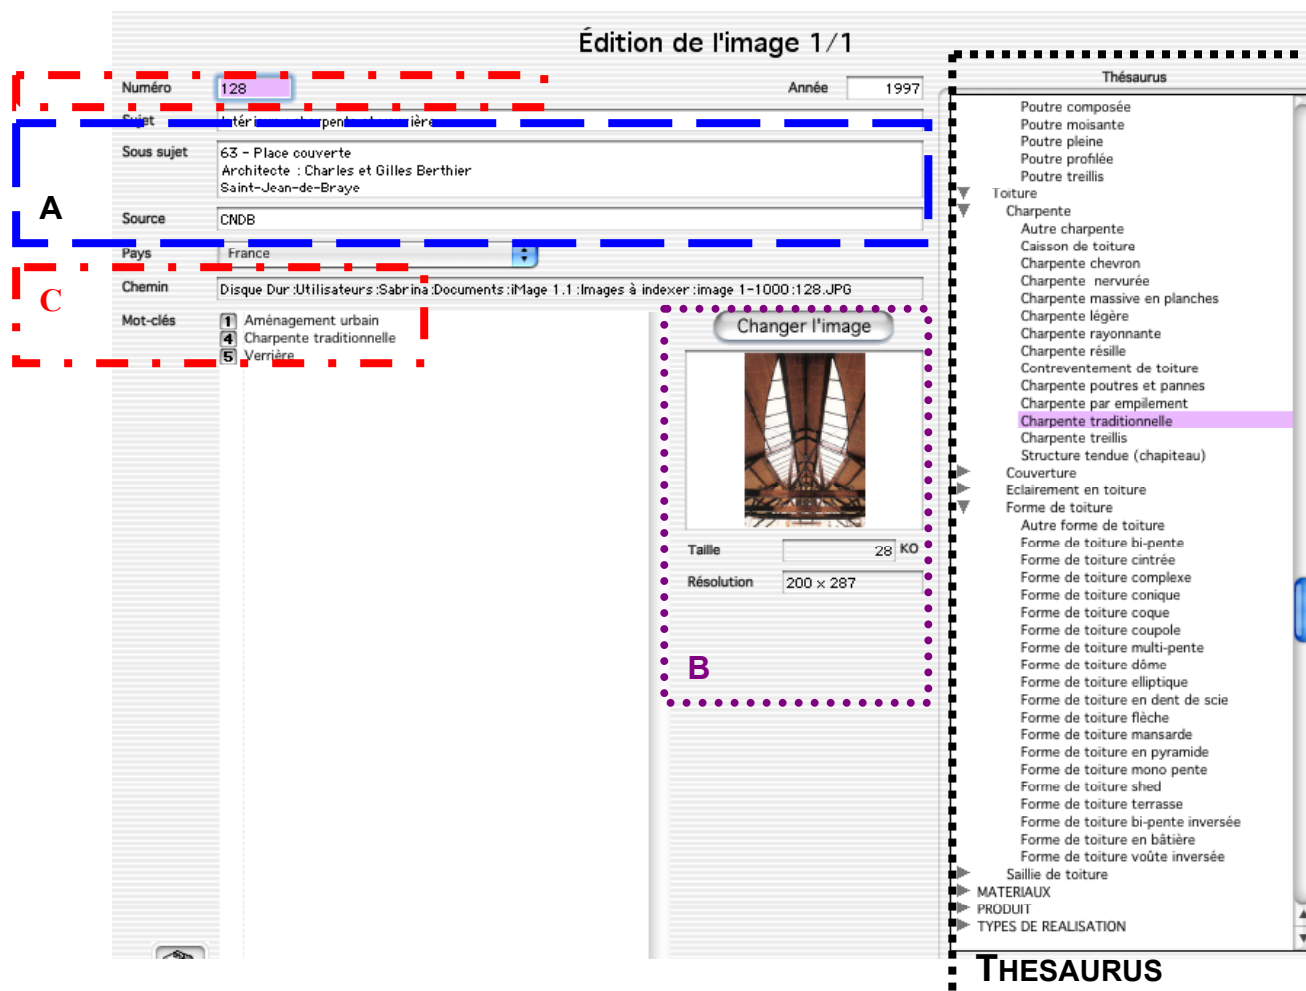 Édition de l'image 1/1
Numéro 128 Année 1997
Sujet Intérieur charpente et verrière
Sous sujet 63 - Place couverte
Architecte : Charles et Gilles Berthier
Saint-Jean-de-Braye
A
Source CNDB
Pays France
C
Chemin Disque Dur:Utilisateurs:Sabrina:Documents:iMage 1.1:Images à indexer:image 1-1000:128.JPG
Mot-clés 1 Aménagement urbain
4 Charpente traditionnelle
5 Verrière
Changer l'image
Taille 28 KO
Résolution 200 x 287
B
Thésaurus
Poutre composée
Poutre moisante
Poutre pleine
Poutre profilée
Poutre treillis
Toiture
Charpente
Autre charpente
Caisson de toiture
Charpente chevron
Charpente nervurée
Charpente massive en planches
Charpente légère
Charpente rayonnante
Charpente résille
Contreventement de toiture
Charpente poutres et pannes
Charpente par empilement
Charpente traditionnelle
Charpente treillis
Structure tendue (chapiteau)
Couverture
Eclairement en toiture
Forme de toiture
Autre forme de toiture
Forme de toiture bi-pente
Forme de toiture cintrée
Forme de toiture complexe
Forme de toiture conique
Forme de toiture coque
Forme de toiture coupole
Forme de toiture multi-pente
Forme de toiture dôme
Forme de toiture elliptique
Forme de toiture en dent de scie
Forme de toiture flèche
Forme de toiture mansarde
Forme de toiture en pyramide
Forme de toiture mono pente
Forme de toiture shed
Forme de toiture terrasse
Forme de toiture bi-pente inversée
Forme de toiture en bâtière
Forme de toiture voûte inversée
Saillie de toiture
MATERIAUX
PRODUIT
TYPES DE REALISATION
THESAURUS